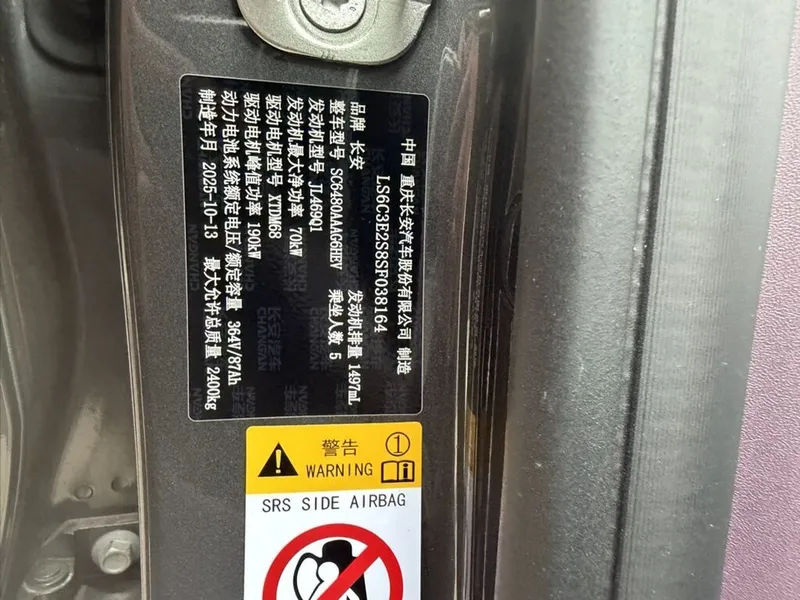 中国 重庆长安汽车股份有限公司 制造
LS6C3E2S8SF038164
品牌 长安
整车型号 SC6480AAAG6HEV 乘坐人数 5
发动机型号 JL469Q1 发动机排量 1497mL
发动机最大净功率 70kW
驱动电机型号 XTDM68
驱动电机峰值功率 190kW
动力电池系统额定电压/额定容量 364V/87Ah
制造年月 2025-10-13 最大允许总质量 2400kg
警告 ①
WARNING
SRS SIDE AIRBAG